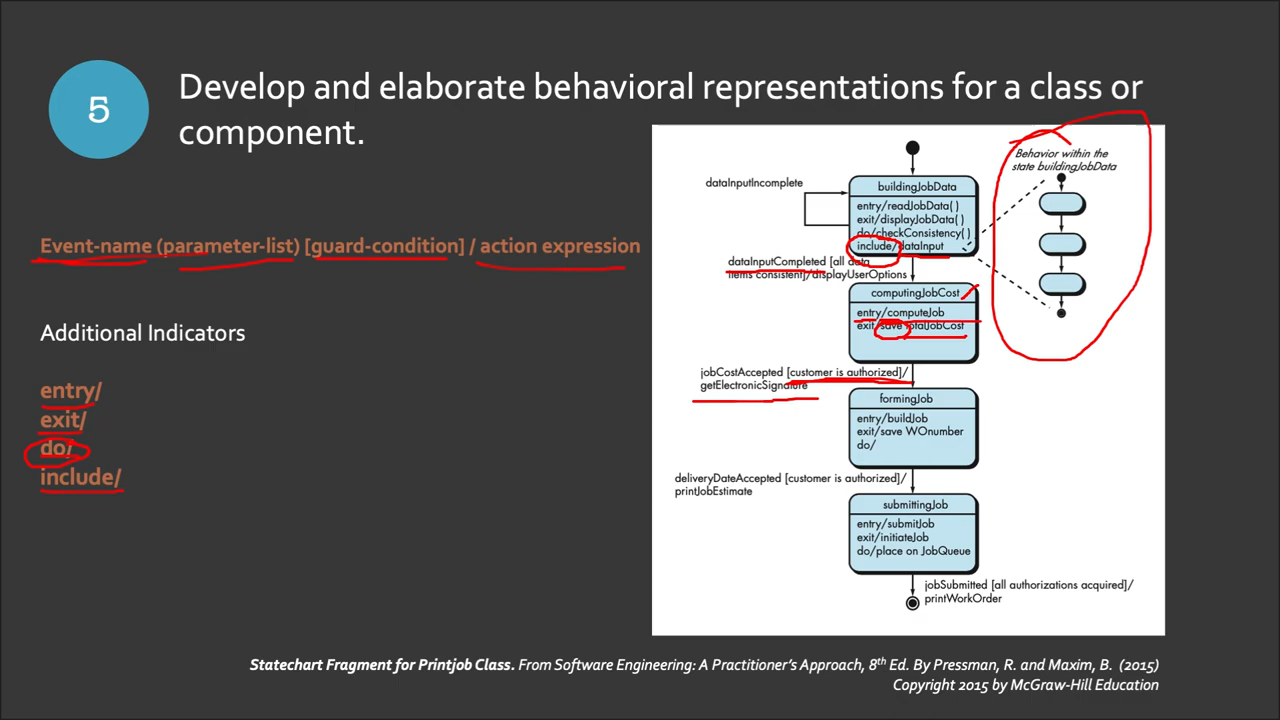 5
Develop and elaborate behavioral representations for a class or
component.
Event-name (parameter-list) [guard-condition] / action expression
Additional Indicators
entry/
exit/
do/
include/
Behavior within the
state buildingJobData
dataInputIncomplete
buildingJobData
entry/readJobData( )
exit/displayJobData( )
do/checkConsistency( )
include/dataInput
dataInputCompleted [all data
items consistent]/displayUserOptions
computingJobCost
entry/computeJob
exit/save totalJobCost
jobCostAccepted [customer is authorized]/
getElectronicSignature
formingJob
entry/buildJob
exit/save WOnumber
do/
deliveryDateAccepted [customer is authorized]/
printJobEstimate
submittingJob
entry/submitJob
exit/initiateJob
do/place on JobQueue
jobSubmitted [all authorizations acquired]/
printWorkOrder
Statechart Fragment for Printjob Class. From Software Engineering: A Practitioner's Approach, 8th Ed. By Pressman, R. and Maxim, B. (2015)
Copyright 2015 by McGraw-Hill Education